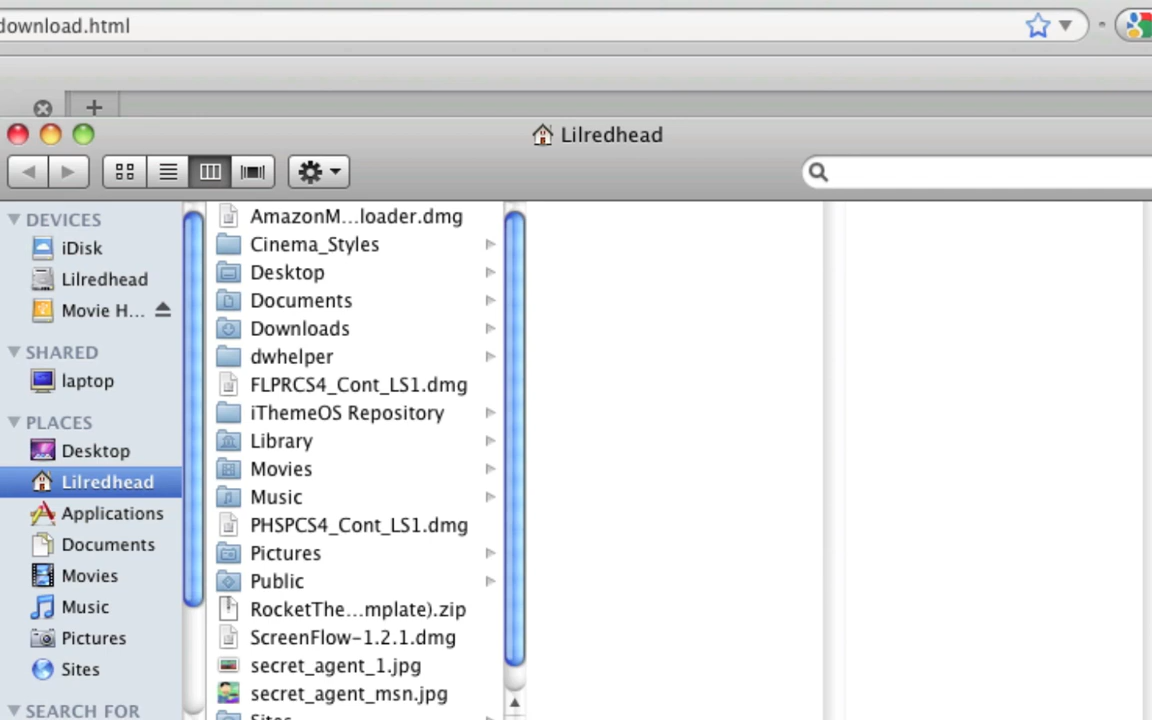 download.html
Lilredhead
DEVICES
iDisk
Lilredhead
Movie H...
SHARED
laptop
PLACES
Desktop
Lilredhead
Applications
Documents
Movies
Music
Pictures
Sites
SEARCH FOR
AmazonM...loader.dmg
Cinema_Styles
Desktop
Documents
Downloads
dwhelper
FLPRCS4_Cont_LS1.dmg
iThemeOS Repository
Library
Movies
Music
PHSPCS4_Cont_LS1.dmg
Pictures
Public
RocketThe...mplate).zip
ScreenFlow-1.2.1.dmg
secret_agent_1.jpg
secret_agent_msn.jpg
Sites